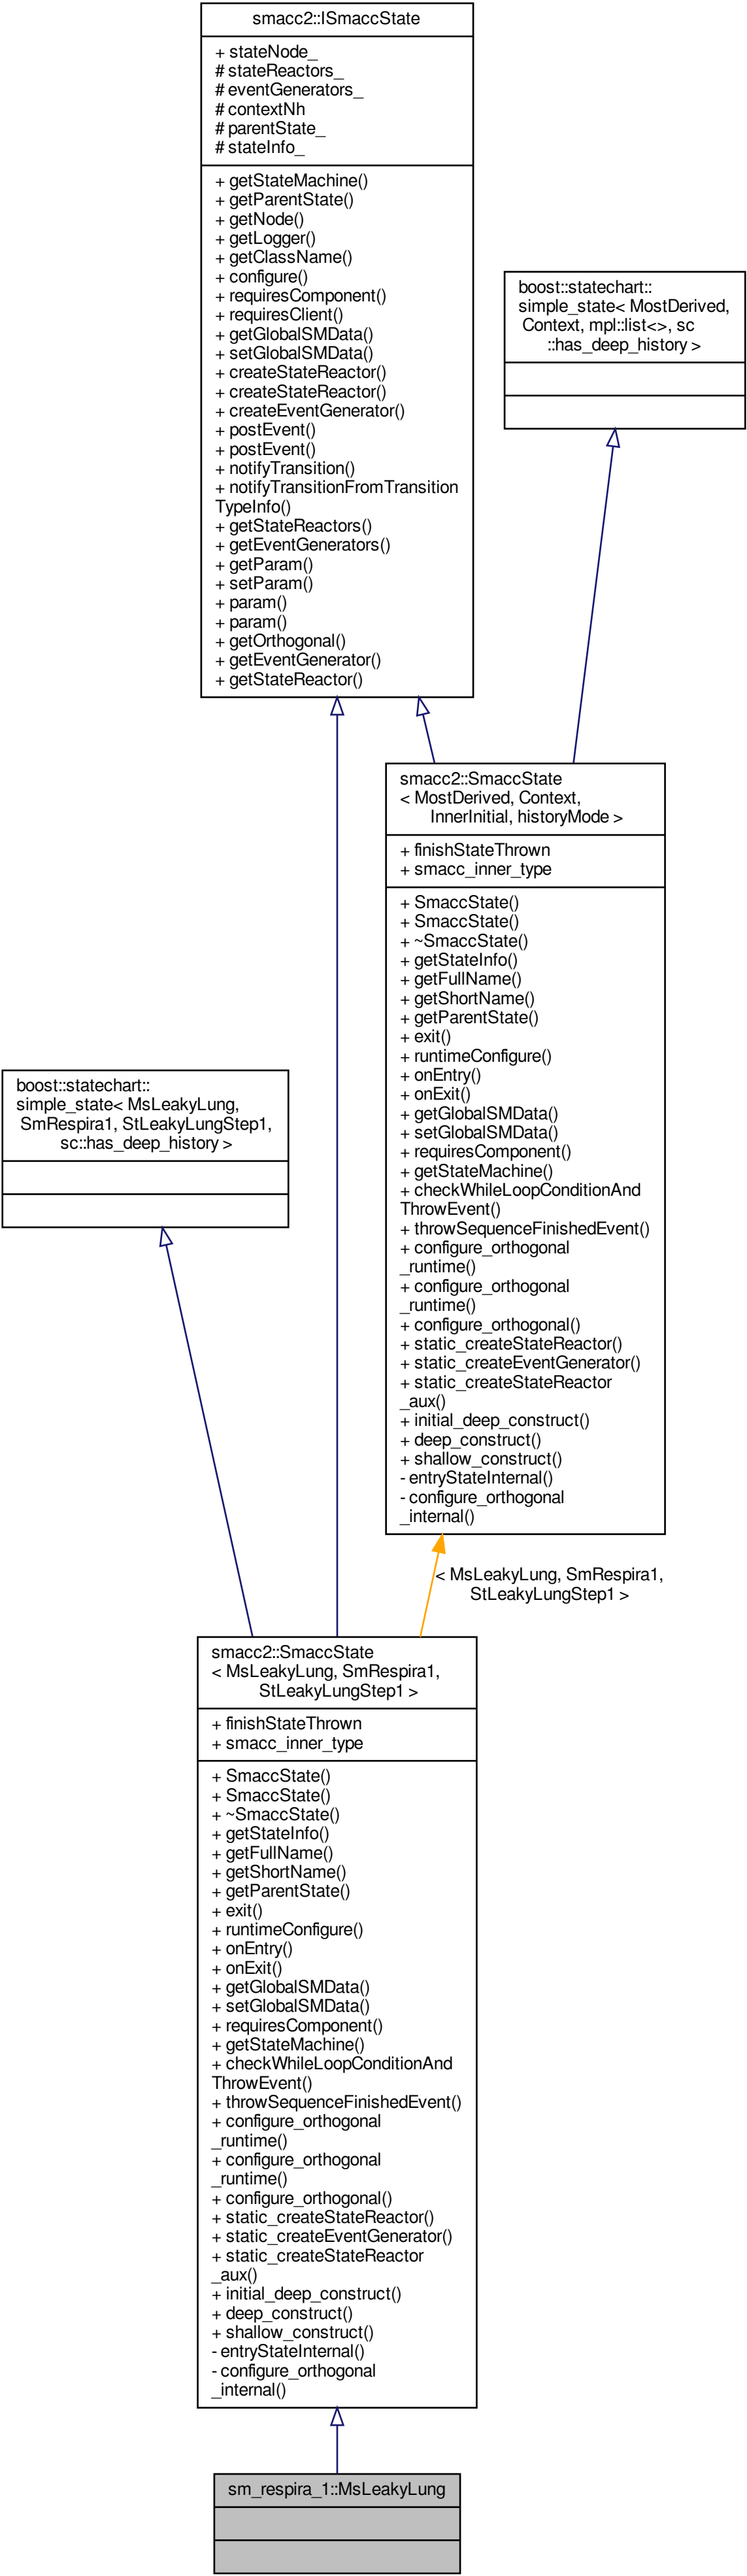 smacc2::ISmaccState
+ stateNode_
# stateReactors_
# eventGenerators_
# contextNh
# parentState_
# stateInfo_
+ getStateMachine()
+ getParentState()
+ getNode()
+ getLogger()
+ getClassName()
+ configure()
+ requiresComponent()
+ requiresClient()
+ getGlobalSMData()
+ setGlobalSMData()
+ createStateReactor()
+ createStateReactor()
+ createEventGenerator()
+ postEvent()
+ postEvent()
+ notifyTransition()
+ notifyTransitionFromTransition
TypeInfo()
+ getStateReactors()
+ getEventGenerators()
+ getParam()
+ setParam()
+ param()
+ param()
+ getOrthogonal()
+ getEventGenerator()
+ getStateReactor()
boost::statechart::
simple_state< MostDerived,
Context, mpl::list<>, sc
::has_deep_history >
smacc2::SmaccState
< MostDerived, Context,
InnerInitial, historyMode >
+ finishStateThrown
+ smacc_inner_type
+ SmaccState()
+ SmaccState()
+ ~SmaccState()
+ getStateInfo()
+ getFullName()
+ getShortName()
+ getParentState()
+ exit()
+ runtimeConfigure()
+ onEntry()
+ onExit()
+ getGlobalSMData()
+ setGlobalSMData()
+ requiresComponent()
+ getStateMachine()
+ checkWhileLoopConditionAnd
ThrowEvent()
+ throwSequenceFinishedEvent()
+ configure_orthogonal
_runtime()
+ configure_orthogonal
_runtime()
+ configure_orthogonal()
+ static_createStateReactor()
+ static_createEventGenerator()
+ static_createStateReactor
_aux()
+ initial_deep_construct()
+ deep_construct()
+ shallow_construct()
- entryStateInternal()
- configure_orthogonal
_internal()
boost::statechart::
simple_state< MsLeakyLung,
SmRespira1, StLeakyLungStep1,
sc::has_deep_history >
< MsLeakyLung, SmRespira1,
StLeakyLungStep1 >
smacc2::SmaccState
< MsLeakyLung, SmRespira1,
StLeakyLungStep1 >
+ finishStateThrown
+ smacc_inner_type
+ SmaccState()
+ SmaccState()
+ ~SmaccState()
+ getStateInfo()
+ getFullName()
+ getShortName()
+ getParentState()
+ exit()
+ runtimeConfigure()
+ onEntry()
+ onExit()
+ getGlobalSMData()
+ setGlobalSMData()
+ requiresComponent()
+ getStateMachine()
+ checkWhileLoopConditionAnd
ThrowEvent()
+ throwSequenceFinishedEvent()
+ configure_orthogonal
_runtime()
+ configure_orthogonal
_runtime()
+ configure_orthogonal()
+ static_createStateReactor()
+ static_createEventGenerator()
+ static_createStateReactor
_aux()
+ initial_deep_construct()
+ deep_construct()
+ shallow_construct()
- entryStateInternal()
- configure_orthogonal
_internal()
sm_respira_1::MsLeakyLung